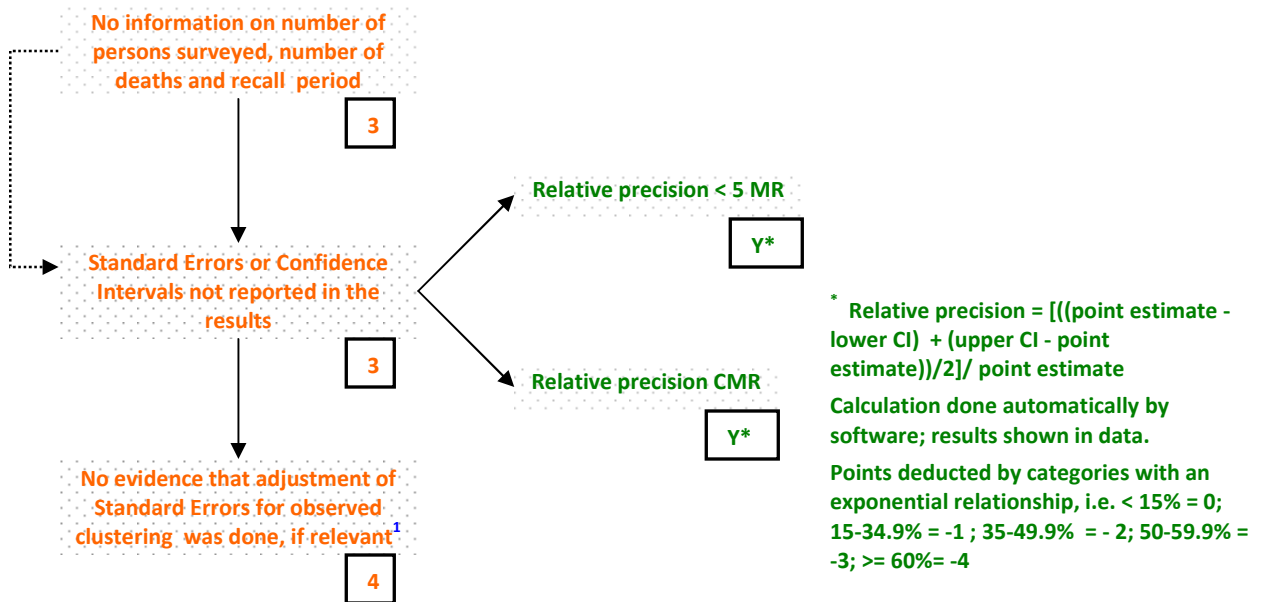 No information on number of
persons surveyed, number of
deaths and recall period
3
Relative precision < 5 MR
Y*
Standard Errors or Confidence
Intervals not reported in the
results
3
Relative precision CMR
Y*
No evidence that adjustment of
Standard Errors for observed
clustering was done, if relevant1
4
* Relative precision = [((point estimate -
lower CI) + (upper CI - point
estimate))/2]/ point estimate
Calculation done automatically by
software; results shown in data.
Points deducted by categories with an
exponential relationship, i.e. < 15% = 0;
15-34.9% = -1 ; 35-49.9% = - 2; 50-59.9% =
-3; >= 60%= -4